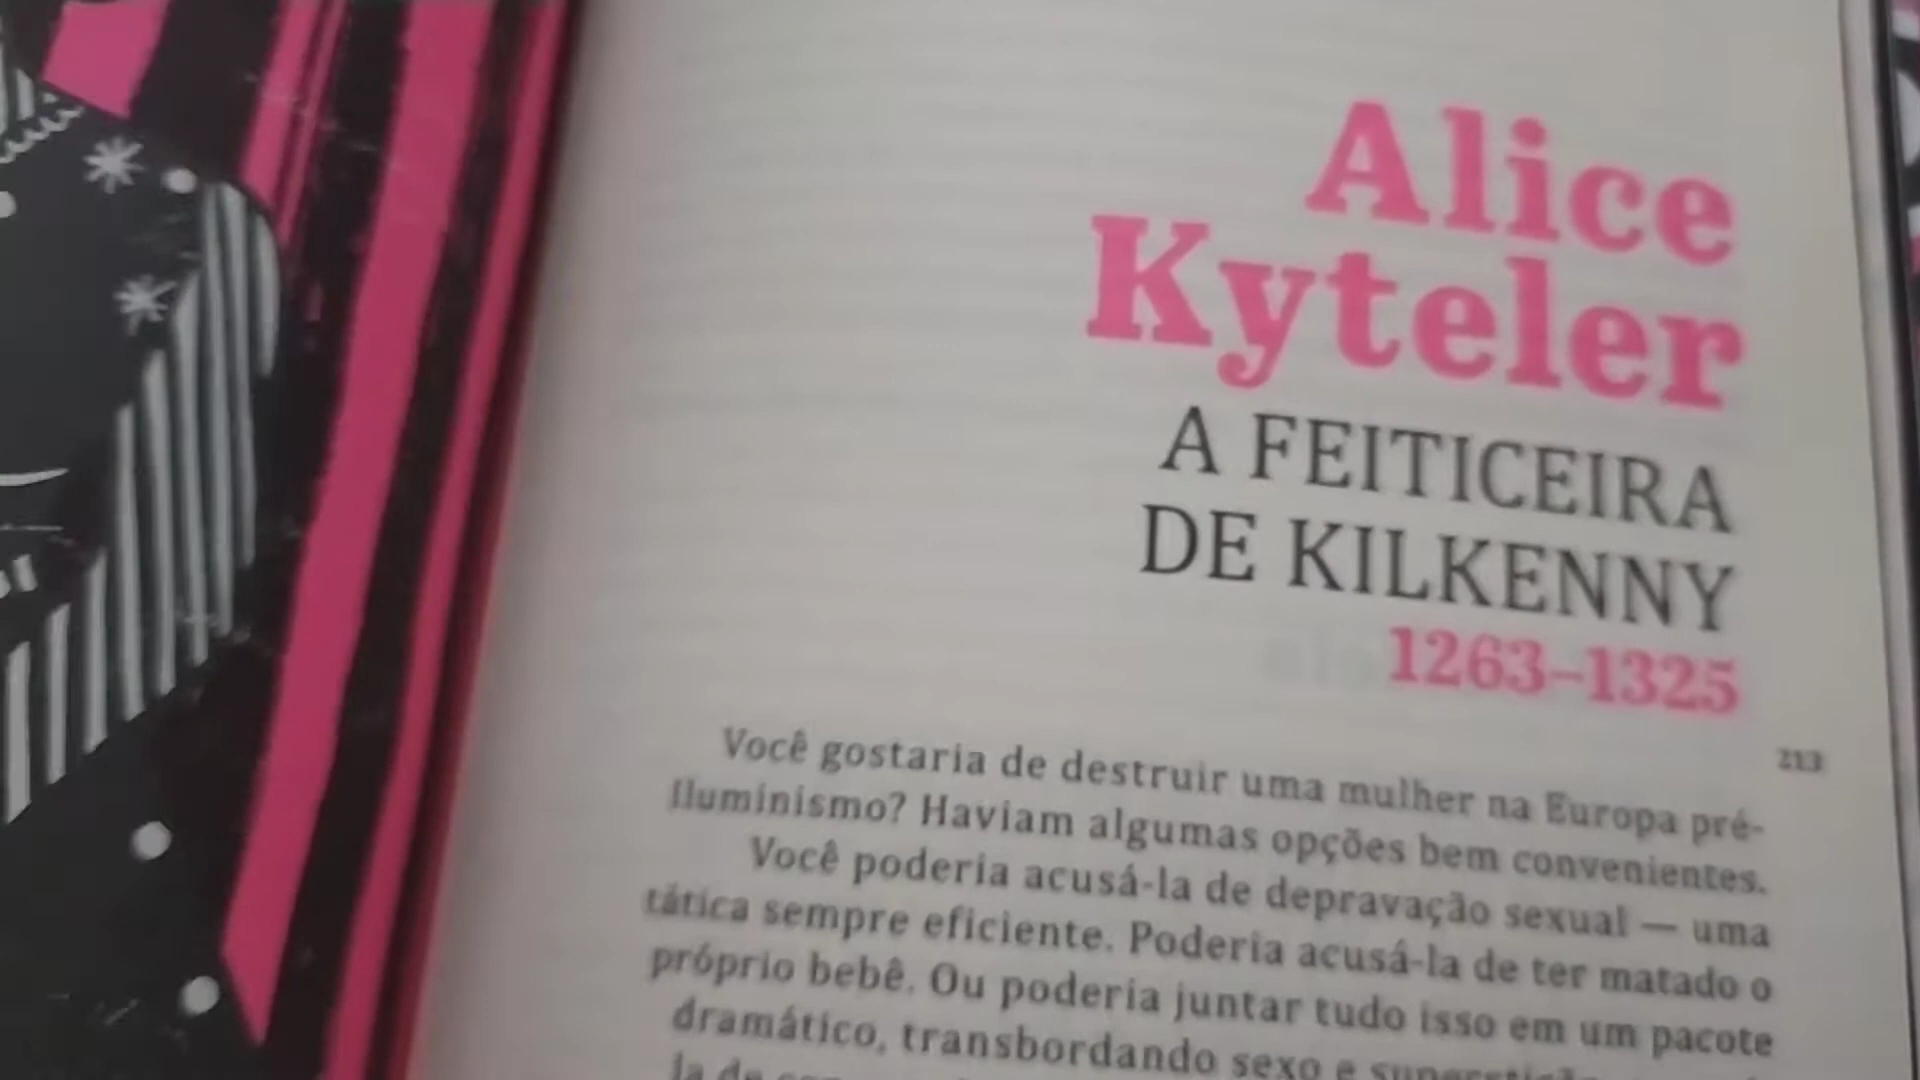 Alice
Kyteler
A FEITICEIRA
DE KILKENNY
1263–1325
213
Você gostaria de destruir uma mulher na Europa pré-
Iluminismo? Haviam algumas opções bem convenientes.
Você poderia acusá-la de depravação sexual — uma
tática sempre eficiente. Poderia acusá-la de ter matado o
próprio bebê. Ou poderia juntar tudo isso em um pacote
dramático, transbordando sexo e